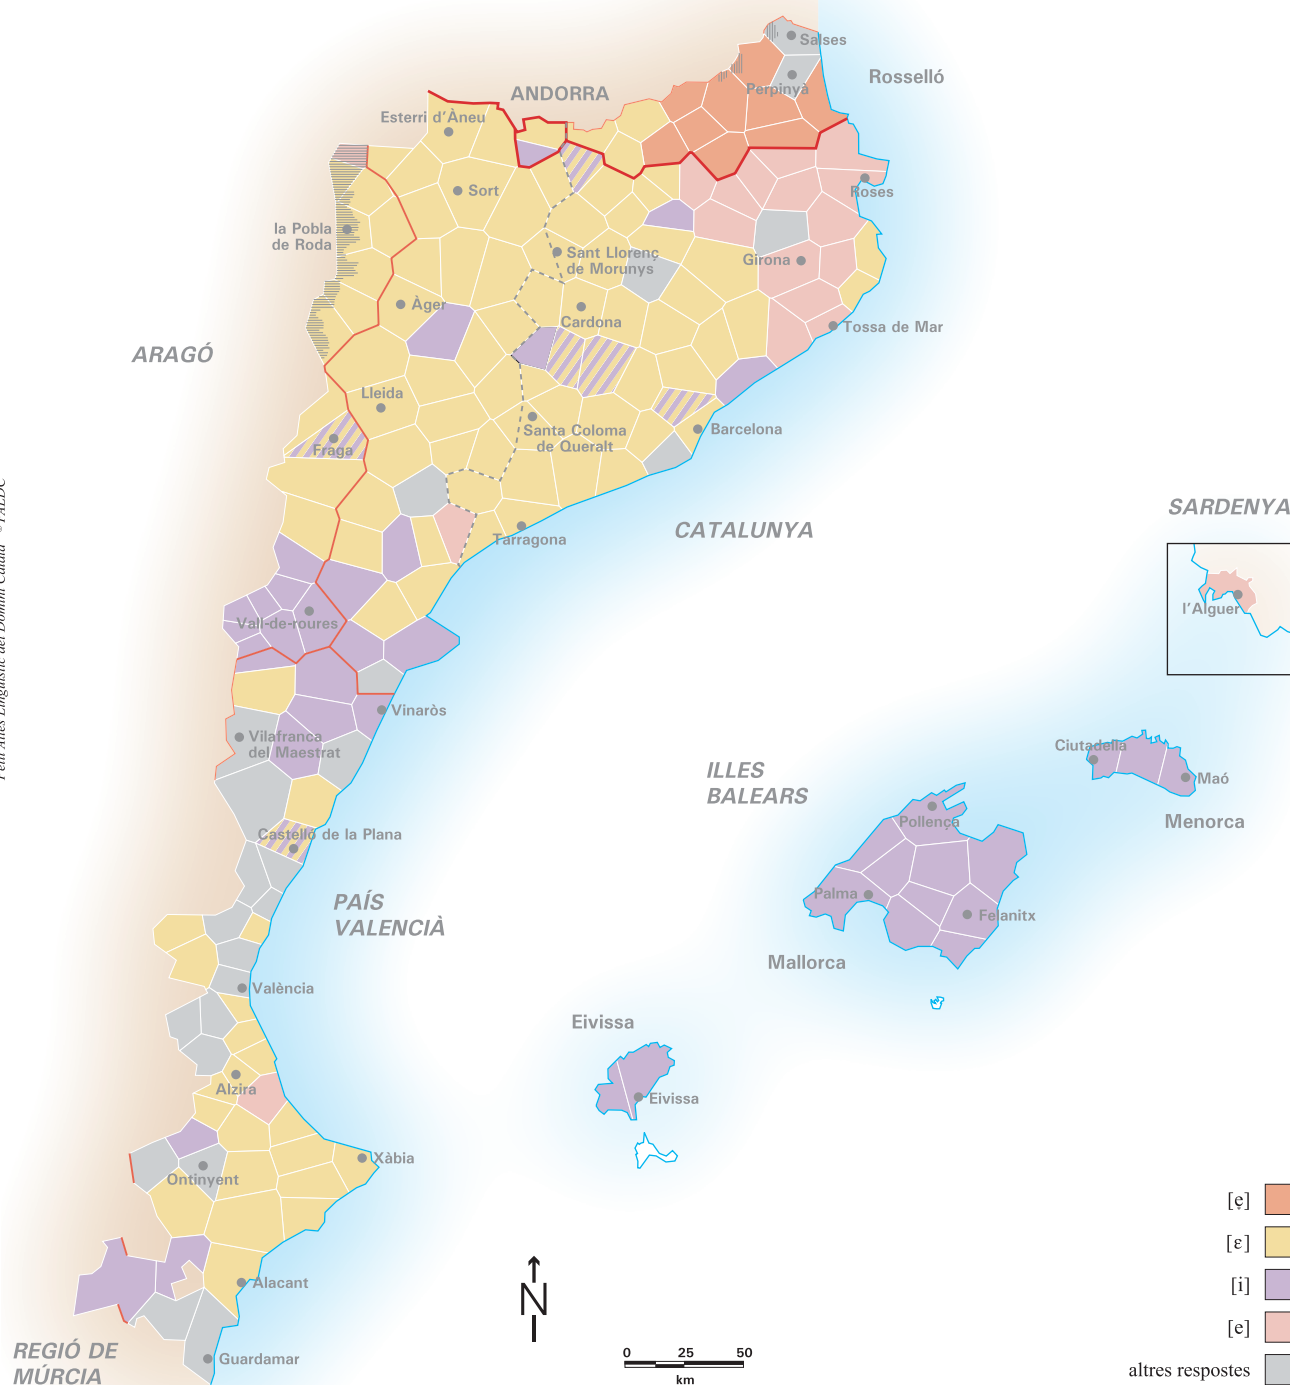 Salses
Rosselló
Perpinyà
ANDORRA
Esterri d'Àneu
Sort
Roses
la Pobla
de Roda
Sant Llorenç
de Morunys
Girona
Àger
Cardona
Tossa de Mar
ARAGÓ
Lleida
Santa Coloma
de Queralt
Barcelona
Fraga
Tarragona
CATALUNYA
SARDENYA
l'Alguer
Vall-de-roures
Vinaròs
Vilafranca
del Maestrat
ILLES
BALEARS
Ciutadella
Maó
Menorca
Pollença
Castelló de la Plana
Palma
Felanitx
PAÍS
VALENCIÀ
Mallorca
València
Eivissa
Alzira
Eivissa
Xàbia
Ontinyent
Alacant
REGIÓ DE
MÚRCIA
Guardamar
N
0 25 50
km
[ẹ]
[ɛ]
[i]
[e]
altres respostes